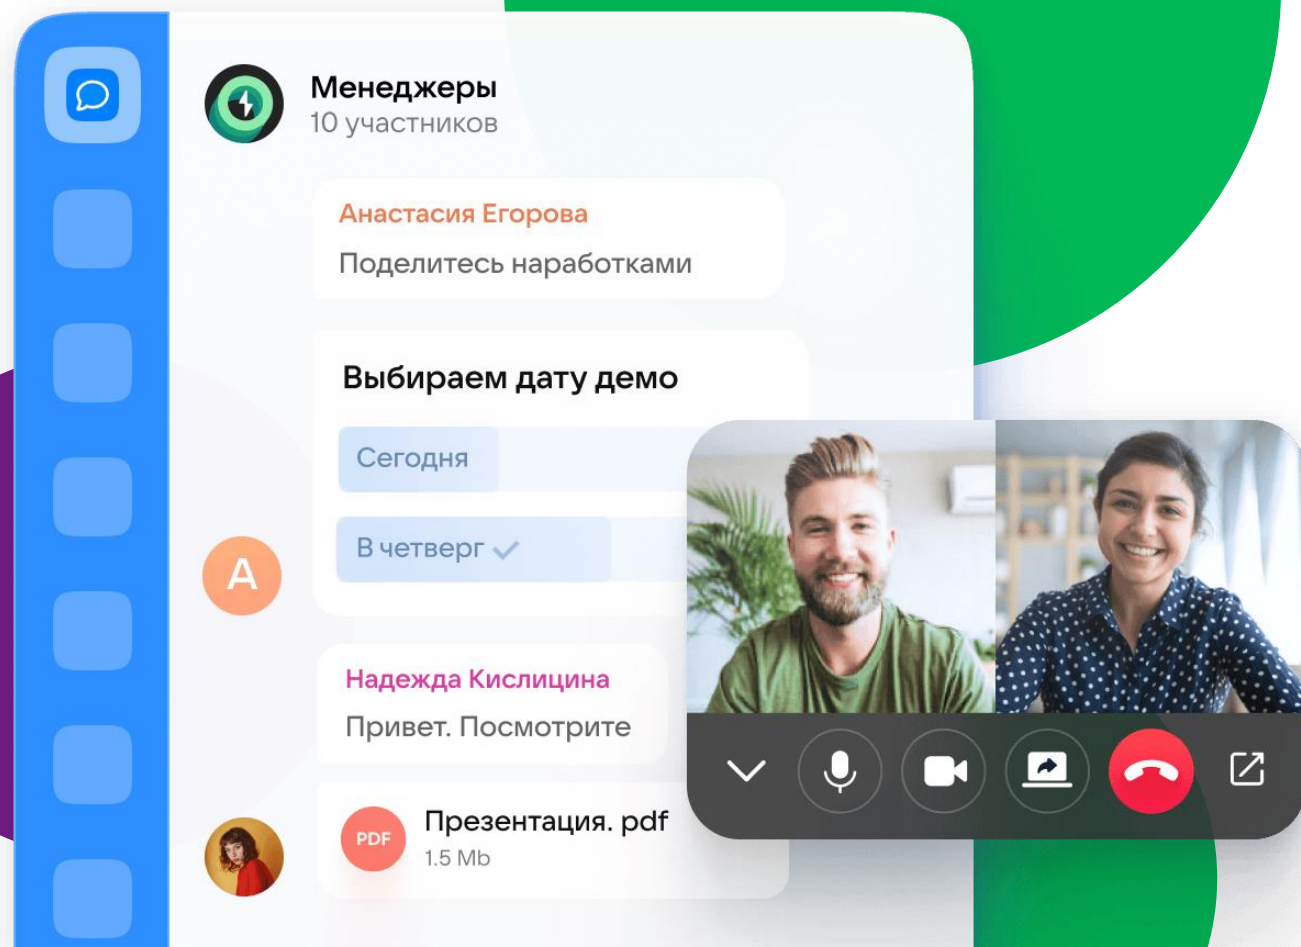 Менеджеры
10 участников
Анастасия Егорова
Поделитесь наработками
Выбираем дату демо
Сегодня
В четверг
А
Надежда Кислицина
Привет. Посмотрите
PDF
Презентация. pdf
1.5 Mb